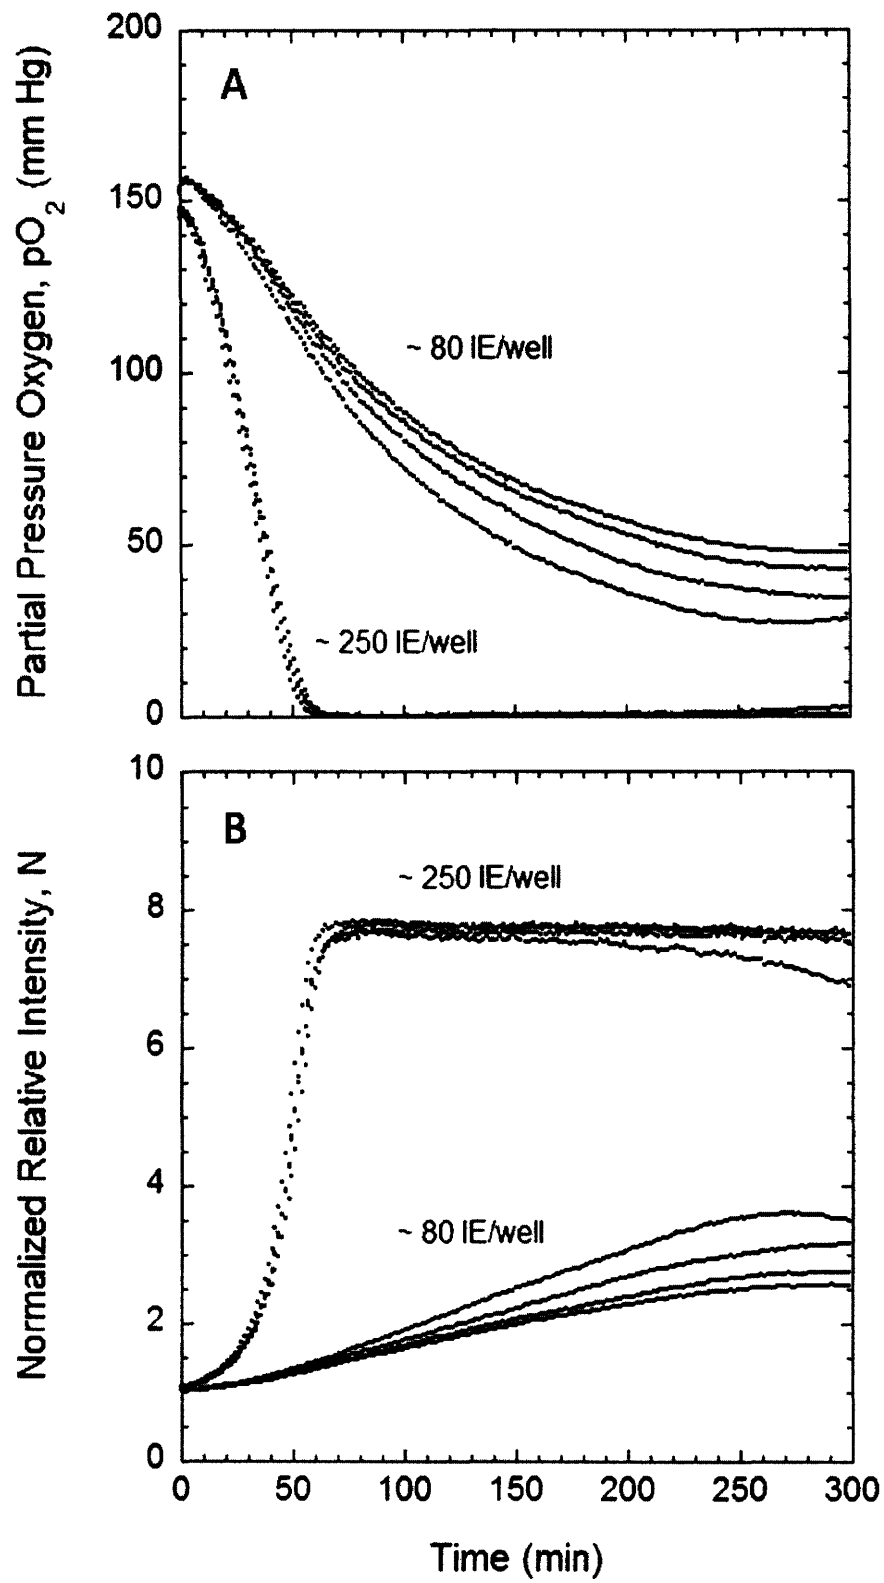 200
A
150
100
50
0
Partial Pressure Oxygen, pO2 (mm Hg)
~ 80 IE/well
~ 250 IE/well
10
B
8
6
4
2
0
Normalized Relative Intensity, N
~ 250 IE/well
~ 80 IE/well
0 50 100 150 200 250 300
Time (min)